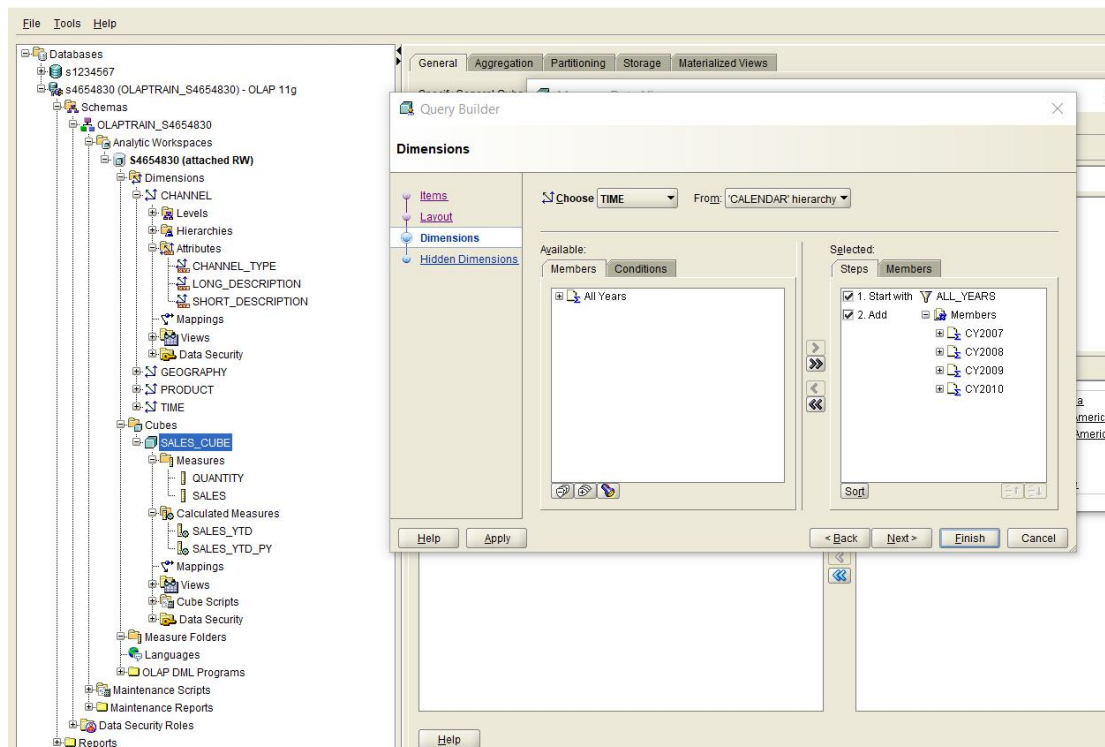 File Tools Help
Databases
s1234567
s4654830 (OLAPTRAIN_S4654830) - OLAP 11g
Schemas
OLAPTRAIN_S4654830
Analytic Workspaces
S4654830 (attached RW)
Dimensions
CHANNEL
Levels
Hierarchies
Attributes
CHANNEL_TYPE
LONG_DESCRIPTION
SHORT_DESCRIPTION
Mappings
Views
Data Security
GEOGRAPHY
PRODUCT
TIME
Cubes
SALES_CUBE
Measures
QUANTITY
SALES
Calculated Measures
SALES_YTD
SALES_YTD_PY
Mappings
Views
Cube Scripts
Data Security
Measure Folders
Languages
OLAP DML Programs
Maintenance Scripts
Maintenance Reports
Data Security Roles
Reports
General Aggregation Partitioning Storage Materialized Views
Query Builder
Dimensions
Items
Layout
Dimensions
Hidden Dimensions
Choose TIME From: 'CALENDAR' hierarchy
Available:
Members Conditions
All Years
Selected:
Steps Members
1. Start with ALL_YEARS
2. Add Members
CY2007
CY2008
CY2009
CY2010
Sort
Help Apply < Back Next > Finish Cancel
Help